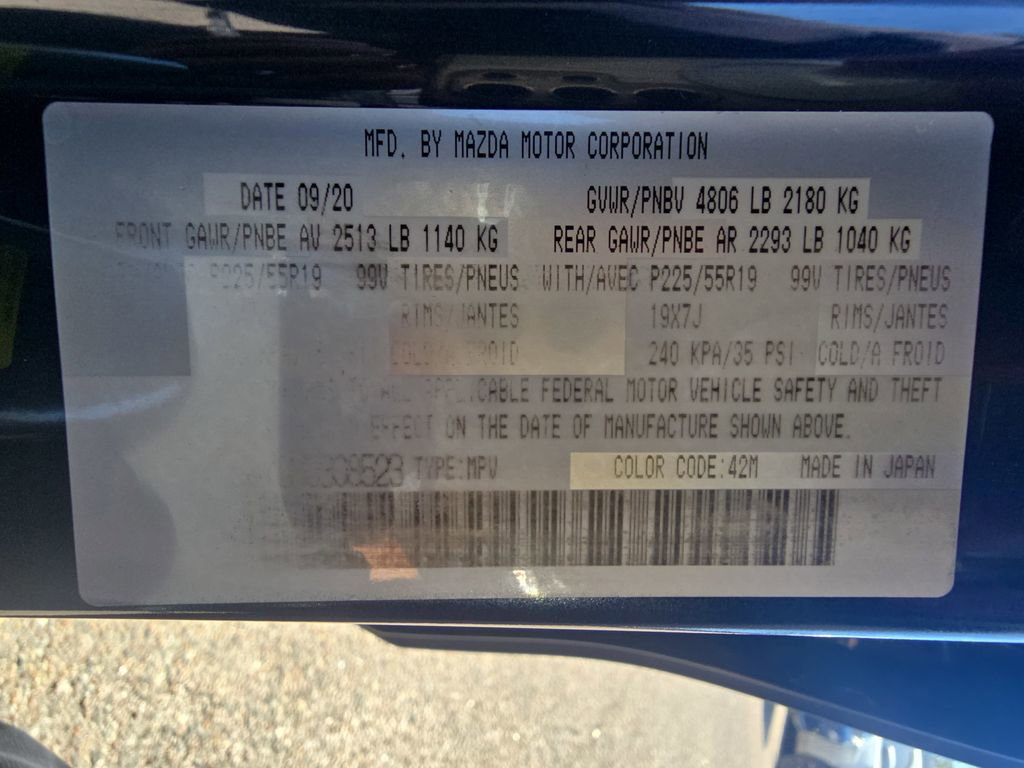 MFD. BY MAZDA MOTOR CORPORATION
DATE 09/20 GVWR/PNBV 4806 LB 2180 KG
FRONT GAWR/PNBE AV 2513 LB 1140 KG REAR GAWR/PNBE AR 2293 LB 1040 KG
P225/55R19 99V TIRES/PNEUS WITH/AVEC P225/55R19 99V TIRES/PNEUS
RIMS/JANTES 19X7J RIMS/JANTES
COLD/A FROID 240 KPA/35 PSI COLD/A FROID
FEDERAL MOTOR VEHICLE SAFETY AND THEFT
EFFECT ON THE DATE OF MANUFACTURE SHOWN ABOVE.
TYPE:MPV COLOR CODE:42M MADE IN JAPAN